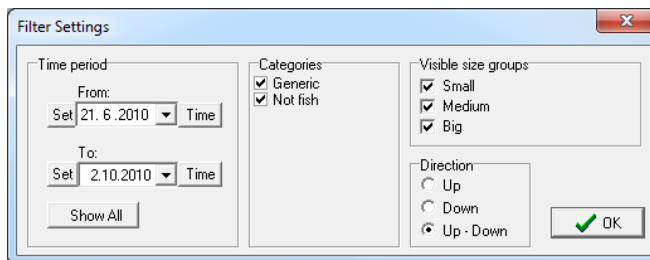 Filter Settings
Time period
From:
Set 21. 6 .2010 Time
To:
Set 2.10.2010 Time
Show All
Categories
Generic
Not fish
Visible size groups
Small
Medium
Big
Direction
Up
Down
Up - Down
OK